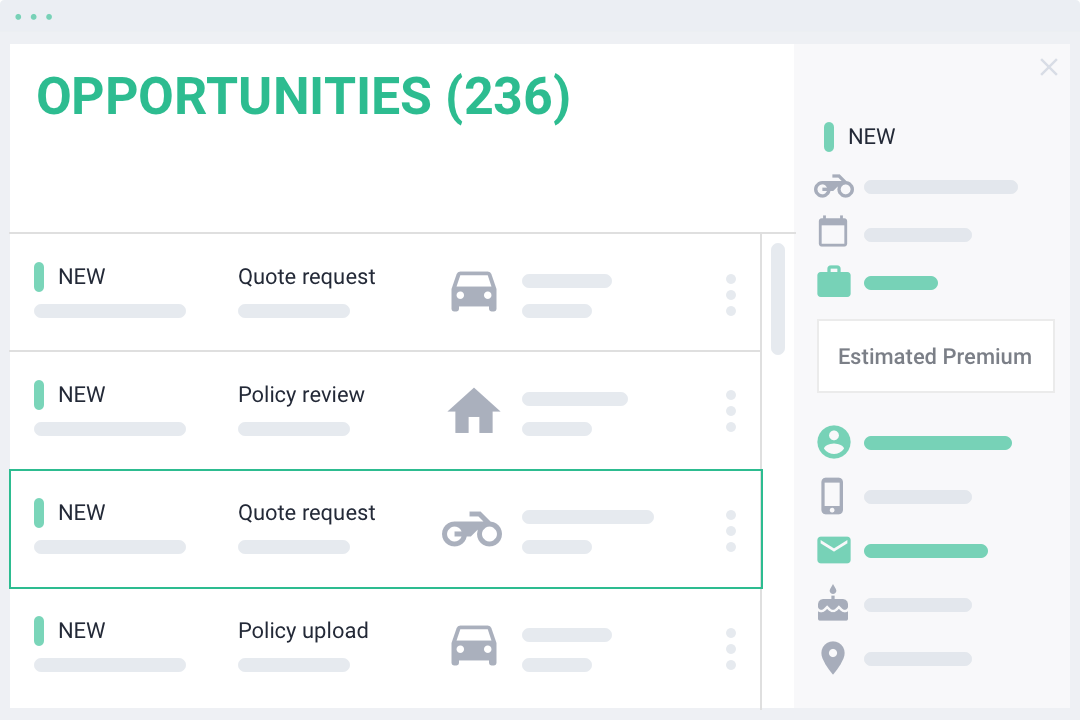 OPPORTUNITIES (236)
NEW Quote request
NEW Policy review
NEW Quote request
NEW Policy upload
NEW
Estimated Premium